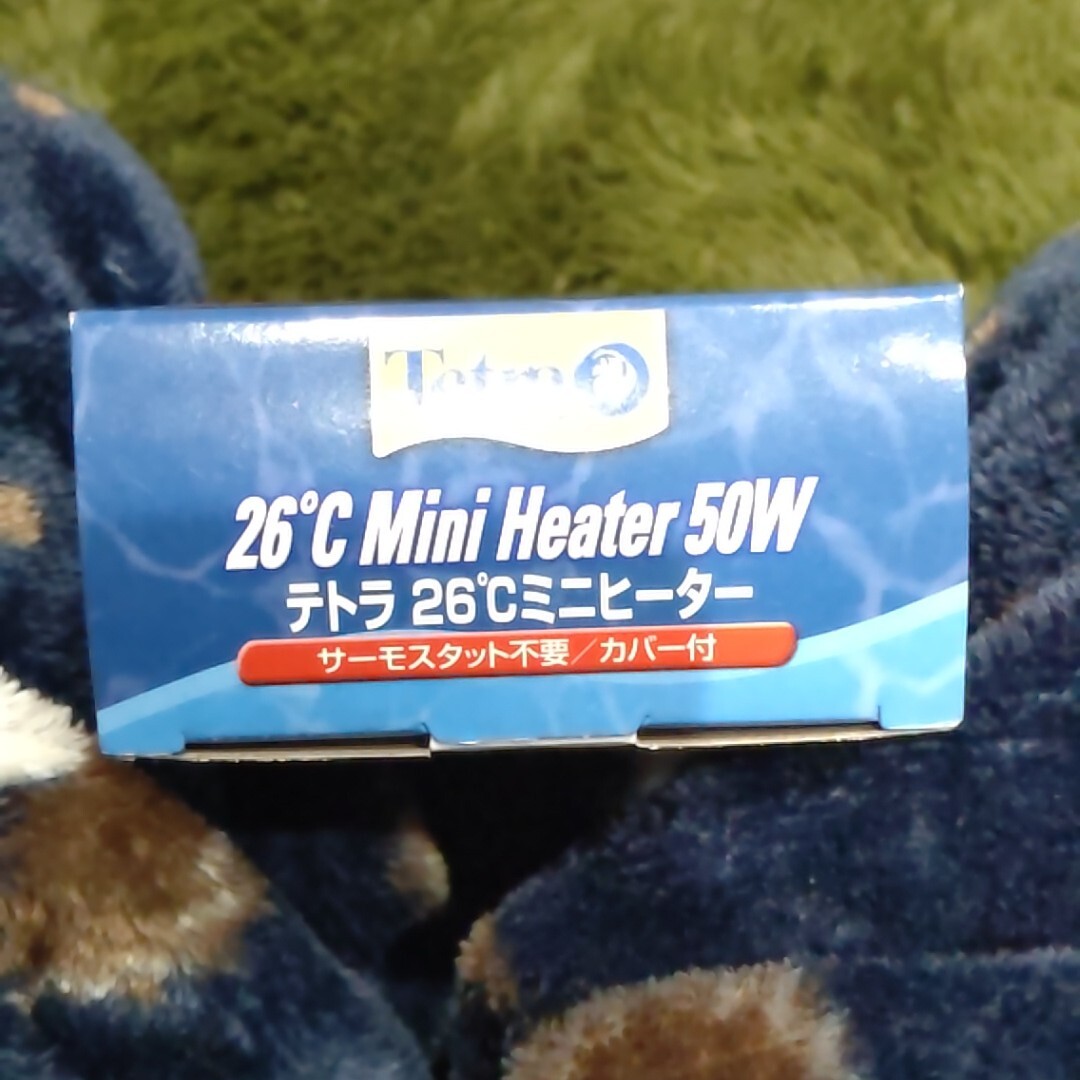 Tetra
26℃ Mini Heater 50W
テトラ 26℃ミニヒーター
サーモスタット不要/カバー付